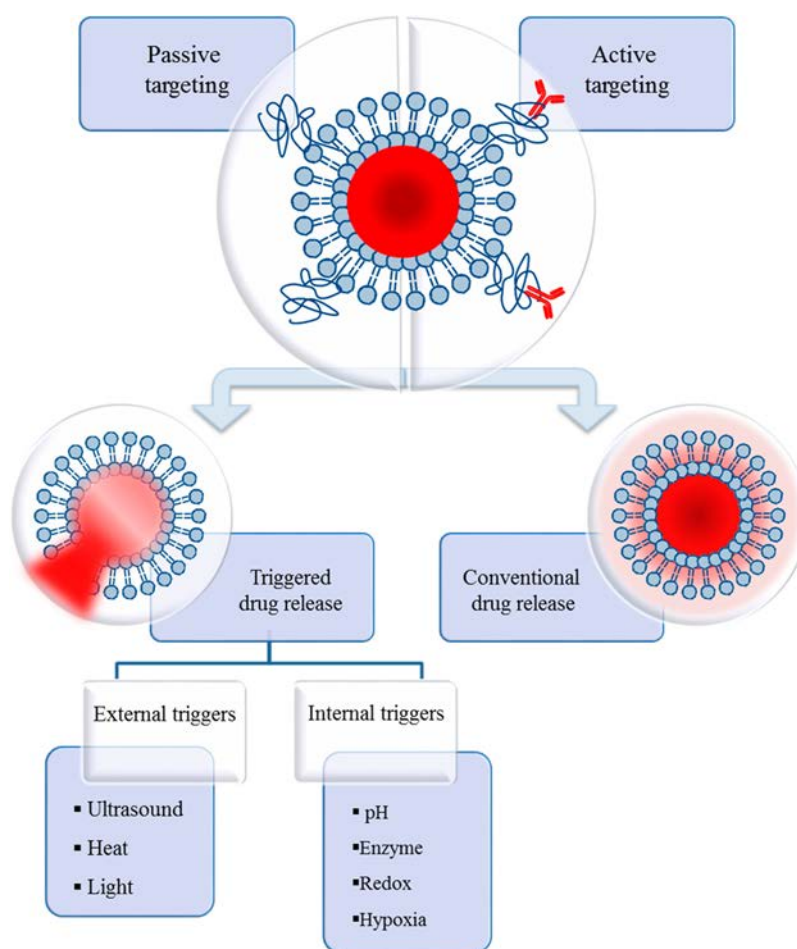 Passive
targeting
Active
targeting
Triggered
drug release
Conventional
drug release
External triggers
Internal triggers
▪ Ultrasound
▪ Heat
▪ Light
▪ pH
▪Enzyme
▪ Redox
▪ Hypoxia